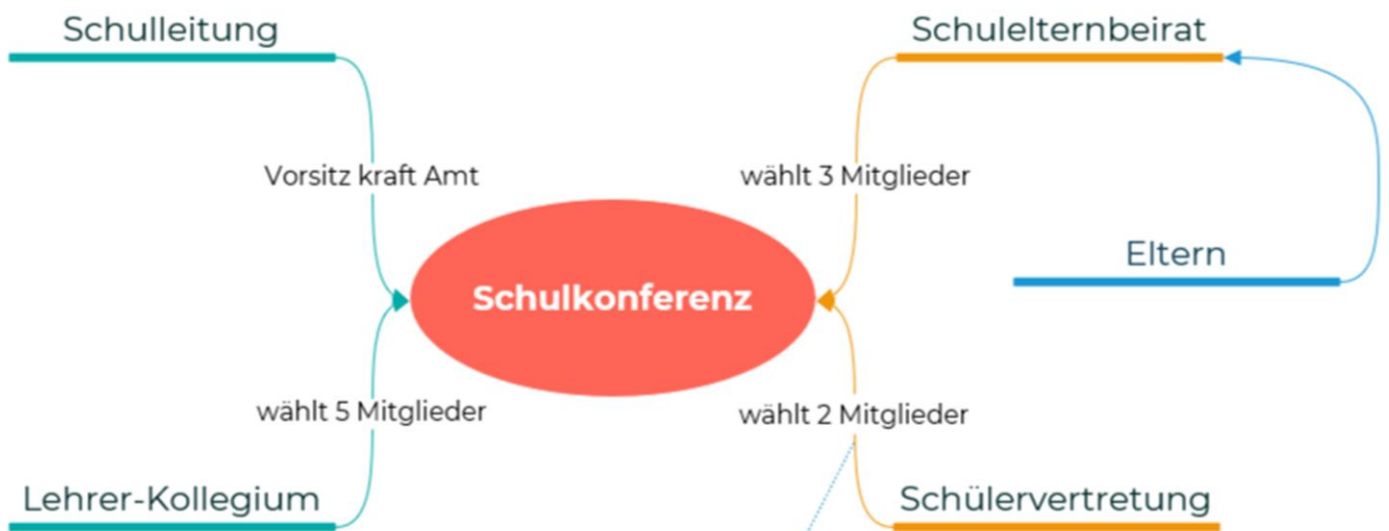 Schulleitung
Schulelternbeirat
Vorsitz kraft Amt
wählt 3 Mitglieder
Eltern
Schulkonferenz
wählt 5 Mitglieder
wählt 2 Mitglieder
Lehrer-Kollegium
Schülervertretung